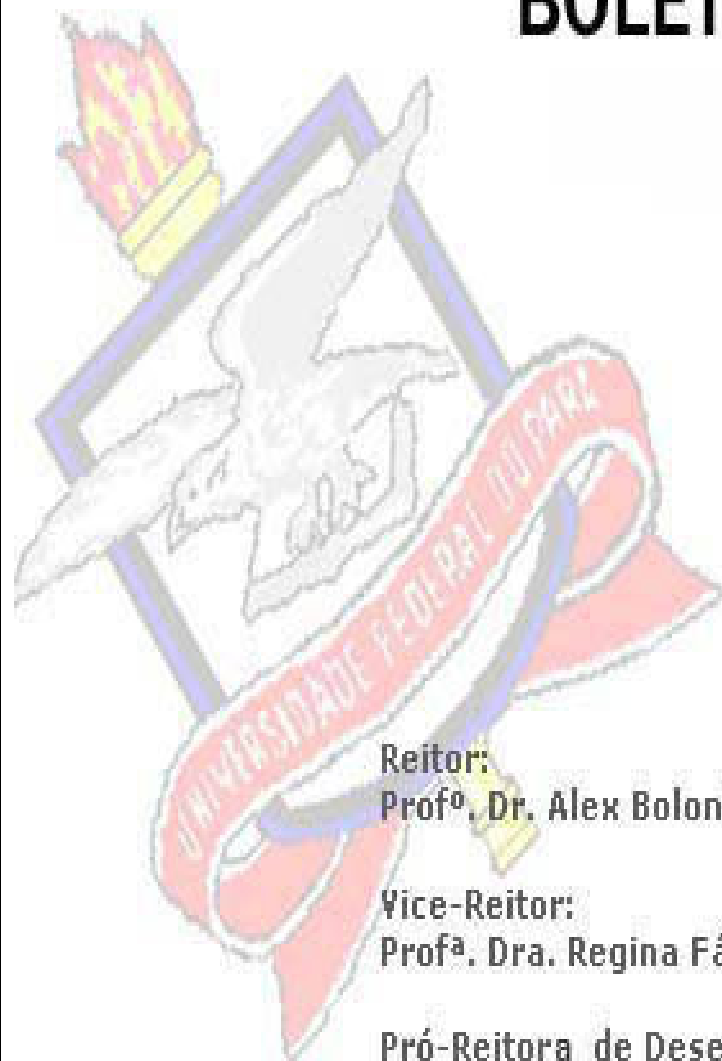 BOLET
UNIVERSIDADE FEDERAL DO PARÁ
Reitor:
Profº. Dr. Alex Bolon
Vice-Reitor:
Profª. Dra. Regina Fá
Pró-Reitora de Dese